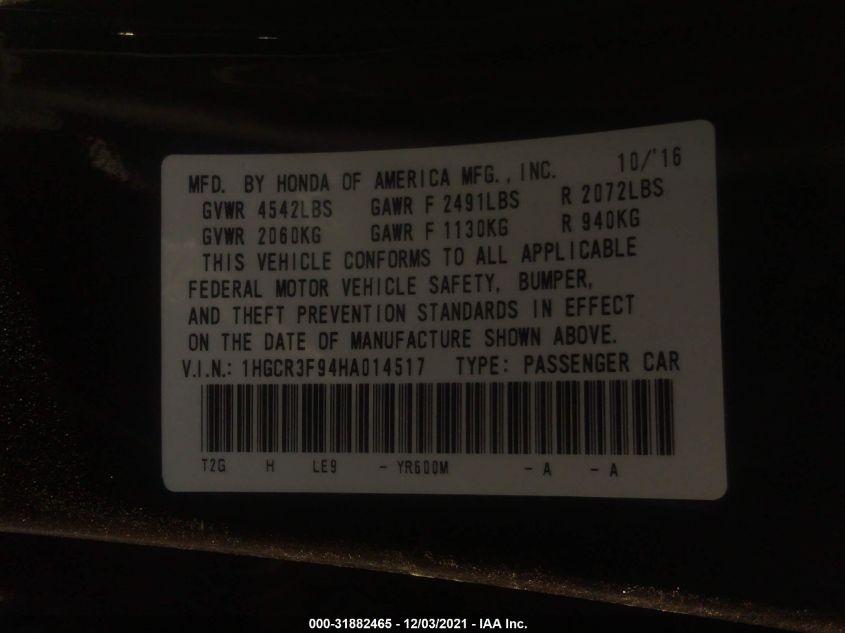 MFD. BY HONDA OF AMERICA MFG., INC. 10/'16
GVWR 4542LBS GAWR F 2491LBS R 2072LBS
GVWR 2060KG GAWR F 1130KG R 940KG
THIS VEHICLE CONFORMS TO ALL APPLICABLE
FEDERAL MOTOR VEHICLE SAFETY, BUMPER,
AND THEFT PREVENTION STANDARDS IN EFFECT
ON THE DATE OF MANUFACTURE SHOWN ABOVE.
V.I.N.: 1HGCR3F94HA014517 TYPE: PASSENGER CAR
T2G H LE9 - YR600M - A - A
000-31882465 - 12/03/2021 - IAA Inc.